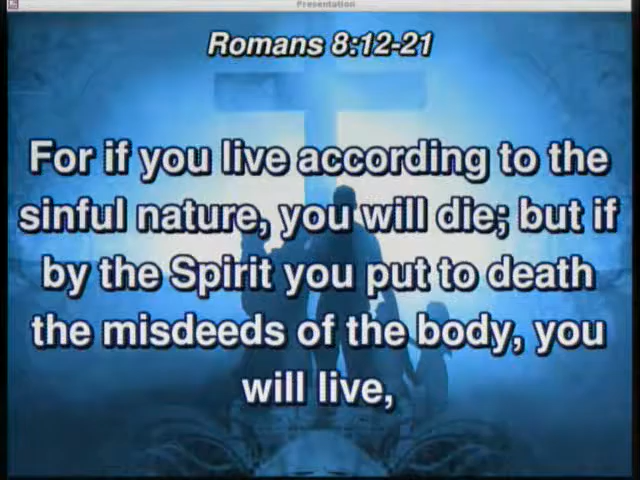 Presentation
Romans 8:12-21
For if you live according to the
sinful nature, you will die; but if
by the Spirit you put to death
the misdeeds of the body, you
will live,